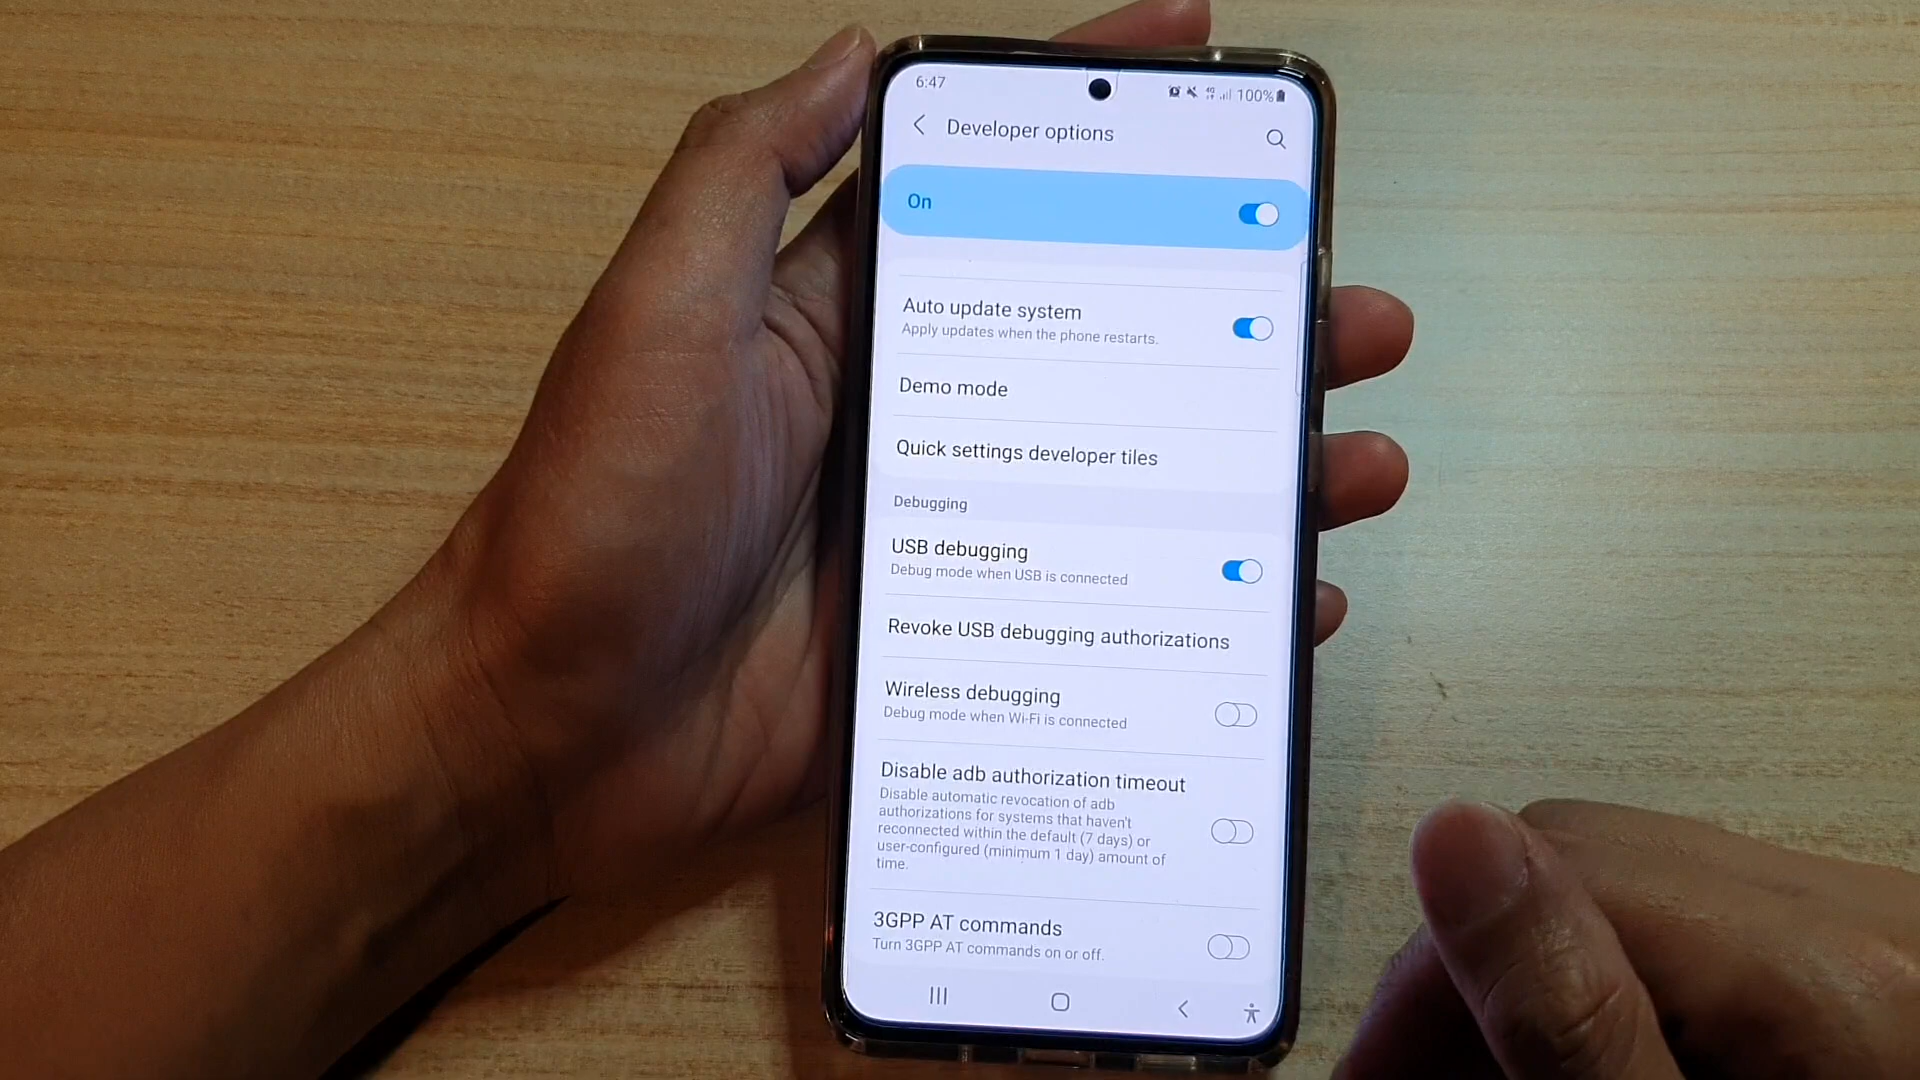 6:47
4G 100%
Developer options
On
Auto update system
Apply updates when the phone restarts.
Demo mode
Quick settings developer tiles
Debugging
USB debugging
Debug mode when USB is connected
Revoke USB debugging authorizations
Wireless debugging
Debug mode when Wi-Fi is connected
Disable adb authorization timeout
Disable automatic revocation of adb
authorizations for systems that haven't
reconnected within the default (7 days) or
user-configured (minimum 1 day) amount of
time.
3GPP AT commands
Turn 3GPP AT commands on or off.